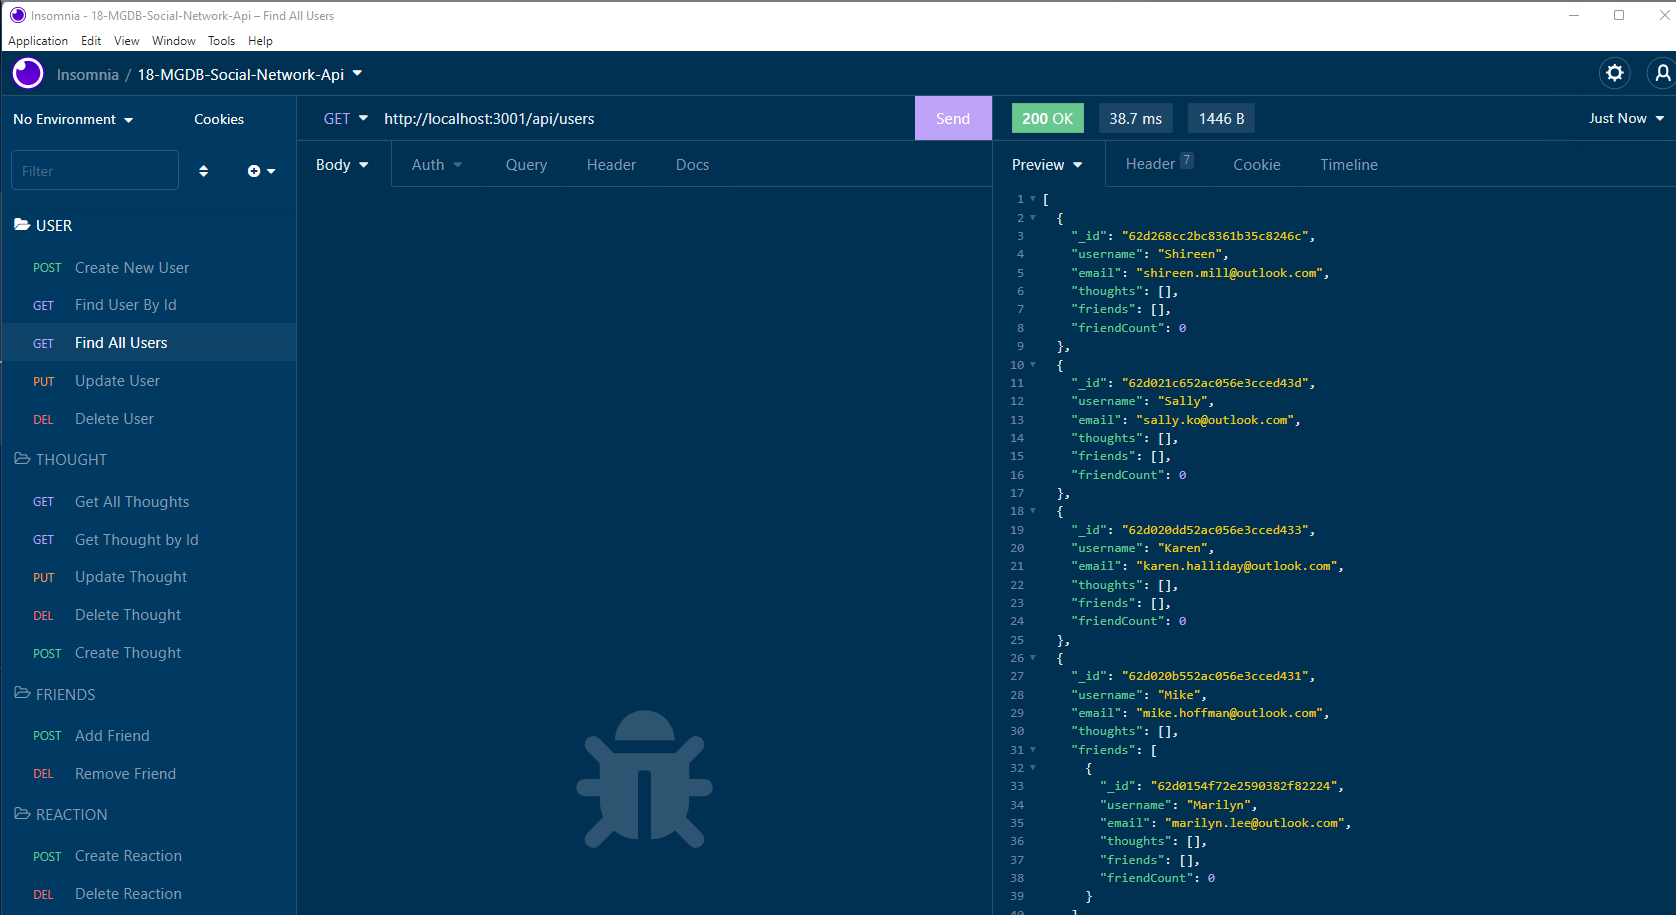 Insomnia - 18-MGDB-Social-Network-Api – Find All Users
Application Edit View Window Tools Help
Insomnia / 18-MGDB-Social-Network-Api
No Environment Cookies
Filter
USER
POST Create New User
GET Find User By Id
GET Find All Users
PUT Update User
DEL Delete User
THOUGHT
GET Get All Thoughts
GET Get Thought by Id
PUT Update Thought
DEL Delete Thought
POST Create Thought
FRIENDS
POST Add Friend
DEL Remove Friend
REACTION
POST Create Reaction
DEL Delete Reaction
GET http://localhost:3001/api/users Send
Body Auth Query Header Docs
200 OK 38.7 ms 1446 B Just Now
Preview Header 7 Cookie Timeline
1 [
2 {
3 "_id": "62d268cc2bc8361b35c8246c",
4 "username": "Shireen",
5 "email": "shireen.mill@outlook.com",
6 "thoughts": [],
7 "friends": [],
8 "friendCount": 0
9 },
10 {
11 "_id": "62d021c652ac056e3cced43d",
12 "username": "Sally",
13 "email": "sally.ko@outlook.com",
14 "thoughts": [],
15 "friends": [],
16 "friendCount": 0
17 },
18 {
19 "_id": "62d020dd52ac056e3cced433",
20 "username": "Karen",
21 "email": "karen.halliday@outlook.com",
22 "thoughts": [],
23 "friends": [],
24 "friendCount": 0
25 },
26 {
27 "_id": "62d020b552ac056e3cced431",
28 "username": "Mike",
29 "email": "mike.hoffman@outlook.com",
30 "thoughts": [],
31 "friends": [
32 {
33 "_id": "62d0154f72e2590382f82224",
34 "username": "Marilyn",
35 "email": "marilyn.lee@outlook.com",
36 "thoughts": [],
37 "friends": [],
38 "friendCount": 0
39 }
40 ]